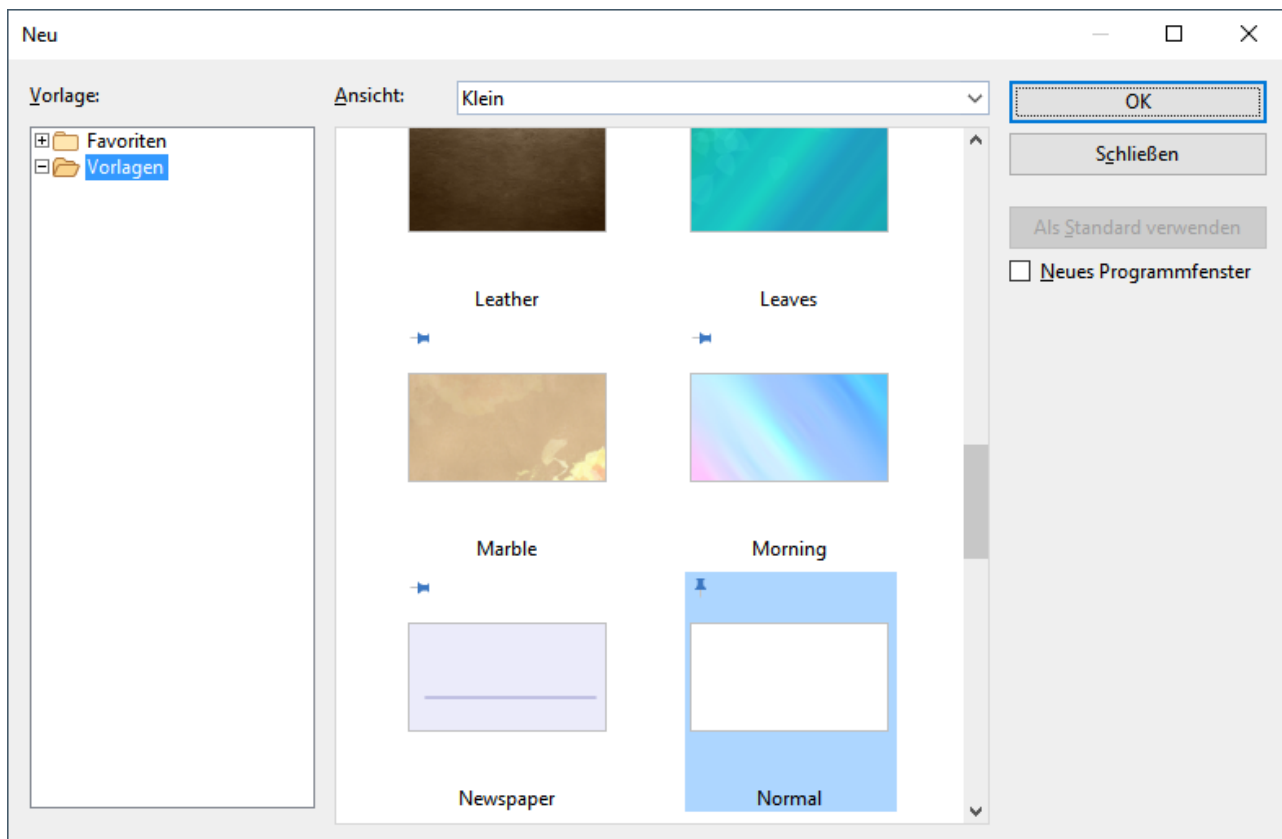 Neu
Vorlage:
Ansicht:
Klein
OK
Favoriten
Vorlagen
Schließen
Als Standard verwenden
Neues Programmfenster
Leather
Leaves
Marble
Morning
Newspaper
Normal